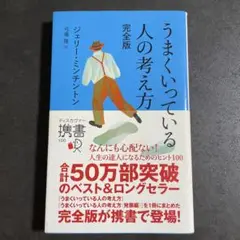 うまくいっている
人の考え方
完全版
ジェリー・ミンチントン
弓場 隆 訳
ディスカヴァー
携書
なんにも心配ない!
人生の達人になるためのヒント100
合計50万部突破
のベスト&ロングセラー
『うまくいっている人の考え方』
『うまくいっている人の考え方 発展編』を1冊にまとめた
完全版が携書で登場!